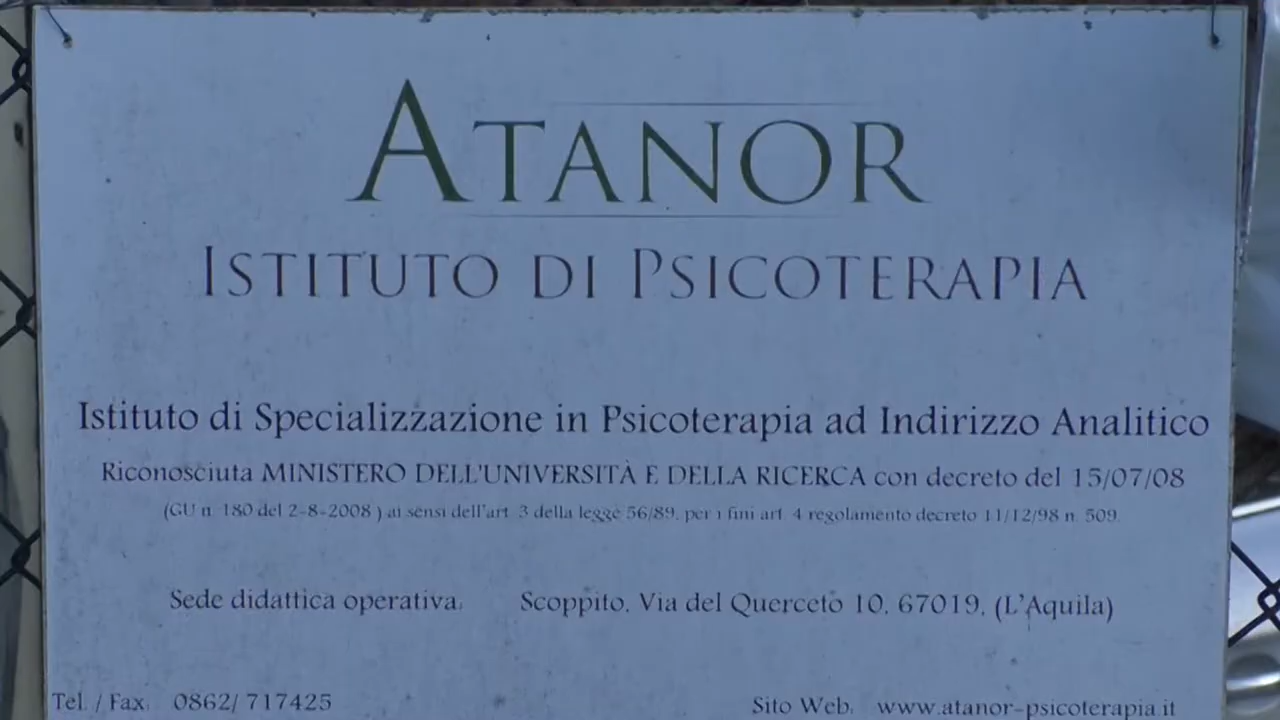 ATANOR
ISTITUTO DI PSICOTERAPIA
Istituto di Specializzazione in Psicoterapia ad Indirizzo Analitico
Riconosciuta MINISTERO DELL'UNIVERSITÀ E DELLA RICERCA con decreto del 15/07/08
(GU n. 180 del 2-8-2008 ) ai sensi dell'art. 3 della legge 56/89, per i fini art. 4 regolamento decreto 11/12/98 n. 509.
Sede didattica operativa: Scoppito, Via del Querceto 10, 67019, (L'Aquila)
Tel. / Fax: 0862/ 717425 Sito Web: www.atanor-psicoterapia.it